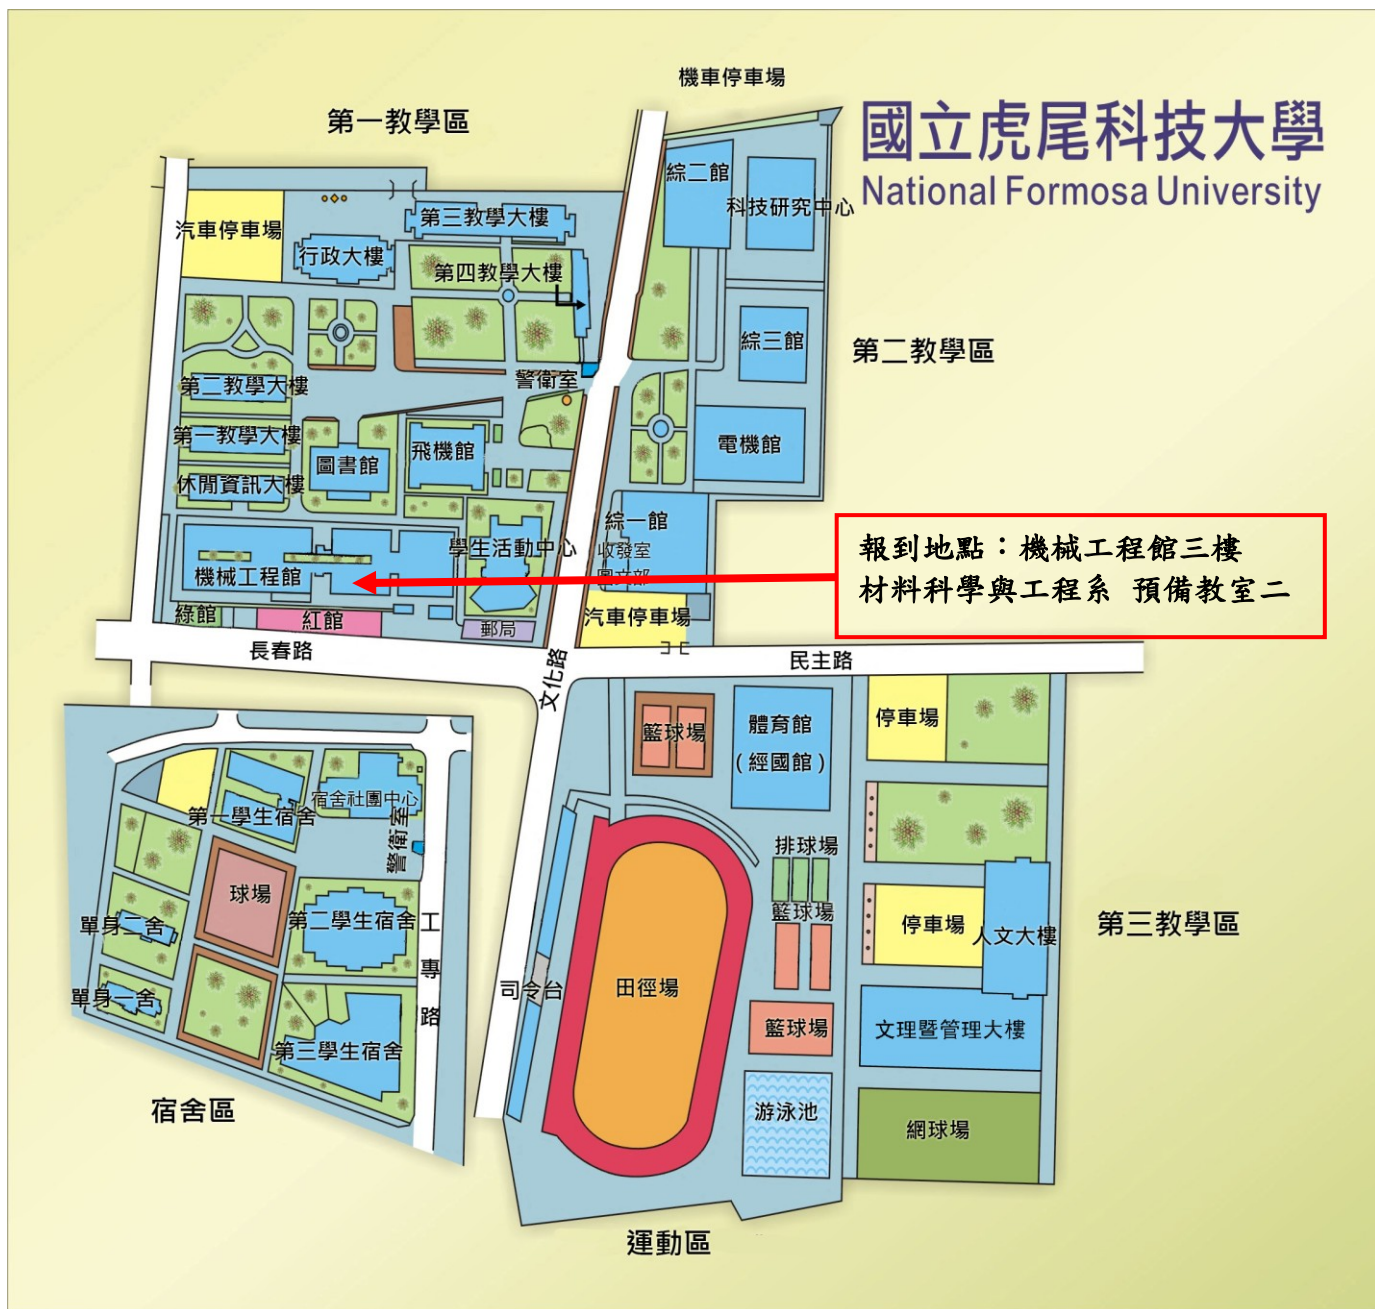 機車停車場
第一教學區
國立虎尾科技大學
National Formosa University
綜二館
科技研究中心
汽車停車場
第三教學大樓
行政大樓
第四教學大樓
綜三館
第二教學區
警衛室
第二教學大樓
第一教學大樓
圖書館
飛機館
電機館
休閒資訊大樓
綜一館
收發室
學生活動中心
機械工程館
報到地點：機械工程館三樓
材料科學與工程系 預備教室二
綠館
紅館
郵局
汽車停車場
長春路
文化路
民主路
籃球場
體育館
(經國館)
停車場
宿舍社團中心
第一學生宿舍
警衛室
排球場
球場
籃球場
第二學生宿舍
單身二舍
工專路
停車場
人文大樓
第三教學區
單身一舍
司令台
田徑場
籃球場
文理暨管理大樓
第三學生宿舍
宿舍區
游泳池
網球場
運動區